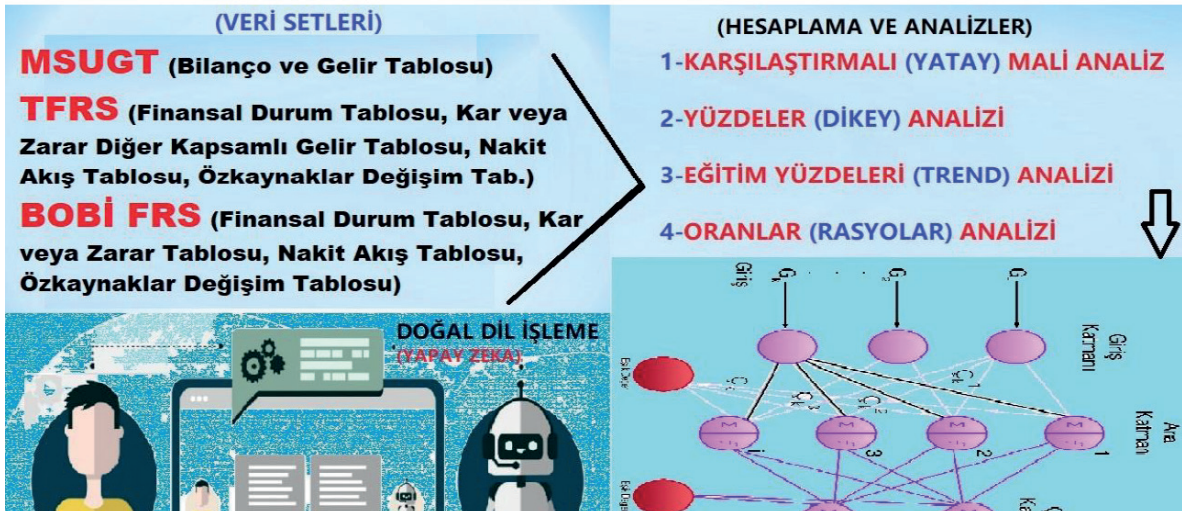 (VERİ SETLERİ)
MSUGT (Bilanço ve Gelir Tablosu)
TFRS (Finansal Durum Tablosu, Kar veya
Zarar Diğer Kapsamlı Gelir Tablosu, Nakit
Akış Tablosu, Özkaynaklar Değişim Tab.)
BOBİ FRS (Finansal Durum Tablosu, Kar
veya Zarar Tablosu, Nakit Akış Tablosu,
Özkaynaklar Değişim Tablosu)
DOĞAL DİL İŞLEME
(YAPAY ZEKA)
(HESAPLAMA VE ANALİZLER)
1-KARŞILAŞTIRMALI (YATAY) MALİ ANALİZ
2-YÜZDELER (DİKEY) ANALİZİ
3-EĞİTİM YÜZDELERİ (TREND) ANALİZİ
4-ORANLAR (RASYOLAR) ANALİZİ
Giriş
Giriş
Katmanı
Ara
Katman
i
3
2
1